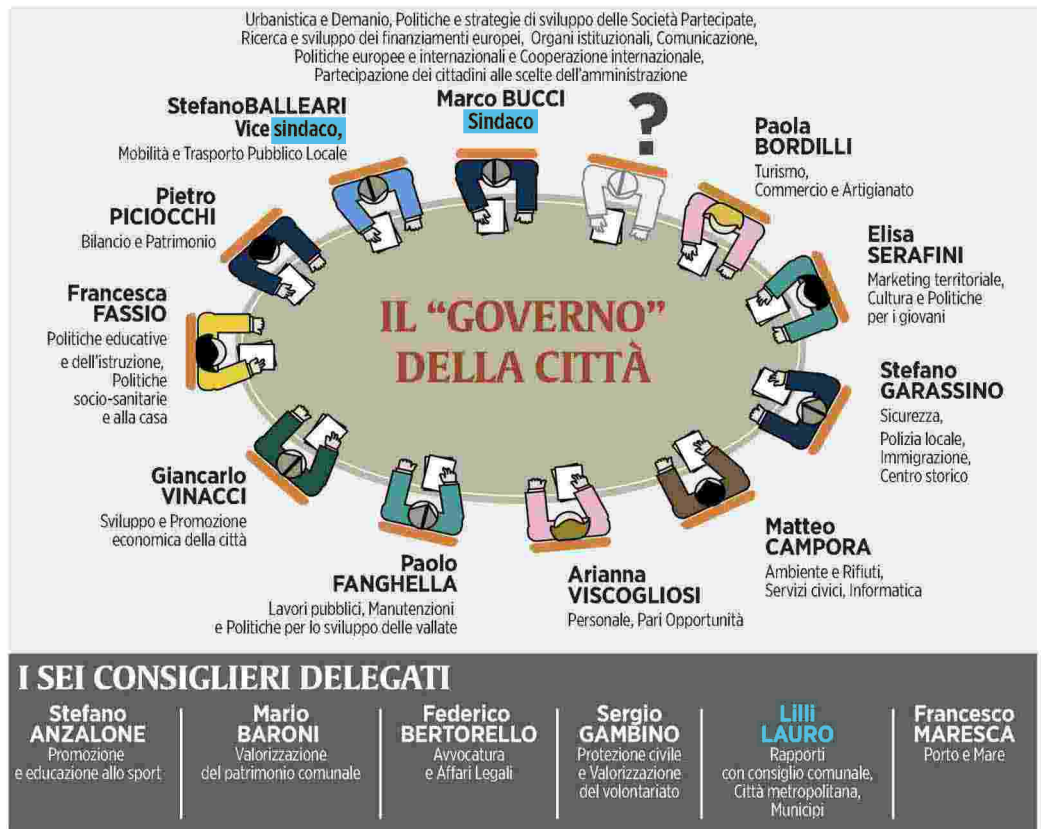 Urbanistica e Demanio, Politiche e strategie di sviluppo delle Società Partecipate,
Ricerca e sviluppo dei finanziamenti europei, Organi istituzionali, Comunicazione,
Politiche europee e internazionali e Cooperazione internazionale,
Partecipazione dei cittadini alle scelte dell'amministrazione
Marco BUCCI
Sindaco
StefanoBALLEARI
Vice sindaco,
Mobilità e Trasporto Pubblico Locale
?
Paola
BORDILLI
Turismo,
Commercio e Artigianato
Pietro
PICIOCCHI
Bilancio e Patrimonio
Elisa
SERAFINI
Marketing territoriale,
Cultura e Politiche
per i giovani
Francesca
FASSIO
Politiche educative
e dell'istruzione,
Politiche
socio-sanitarie
e alla casa
IL “GOVERNO”
DELLA CITTÀ
Stefano
GARASSINO
Sicurezza,
Polizia locale,
Immigrazione,
Centro storico
Giancarlo
VINACCI
Sviluppo e Promozione
economica della città
Paolo
FANGHELLA
Lavori pubblici, Manutenzioni
e Politiche per lo sviluppo delle vallate
Arianna
VISCOGLIOSI
Personale, Pari Opportunità
Matteo
CAMPORA
Ambiente e Rifiuti,
Servizi civici, Informatica
I SEI CONSIGLIERI DELEGATI
Stefano
ANZALONE
Promozione
e educazione allo sport
Mario
BARONI
Valorizzazione
del patrimonio comunale
Federico
BERTORELLO
Avvocatura
e Affari Legali
Sergio
GAMBINO
Protezione civile
e Valorizzazione
del volontariato
Lilli
LAURO
Rapporti
con consiglio comunale,
Città metropolitana,
Municipi
Francesco
MARESCA
Porto e Mare